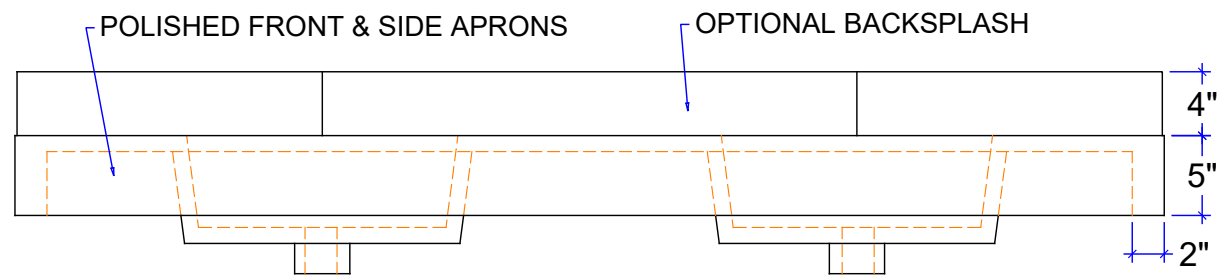 POLISHED FRONT & SIDE APRONS
OPTIONAL BACKSPLASH
4"
5"
2"